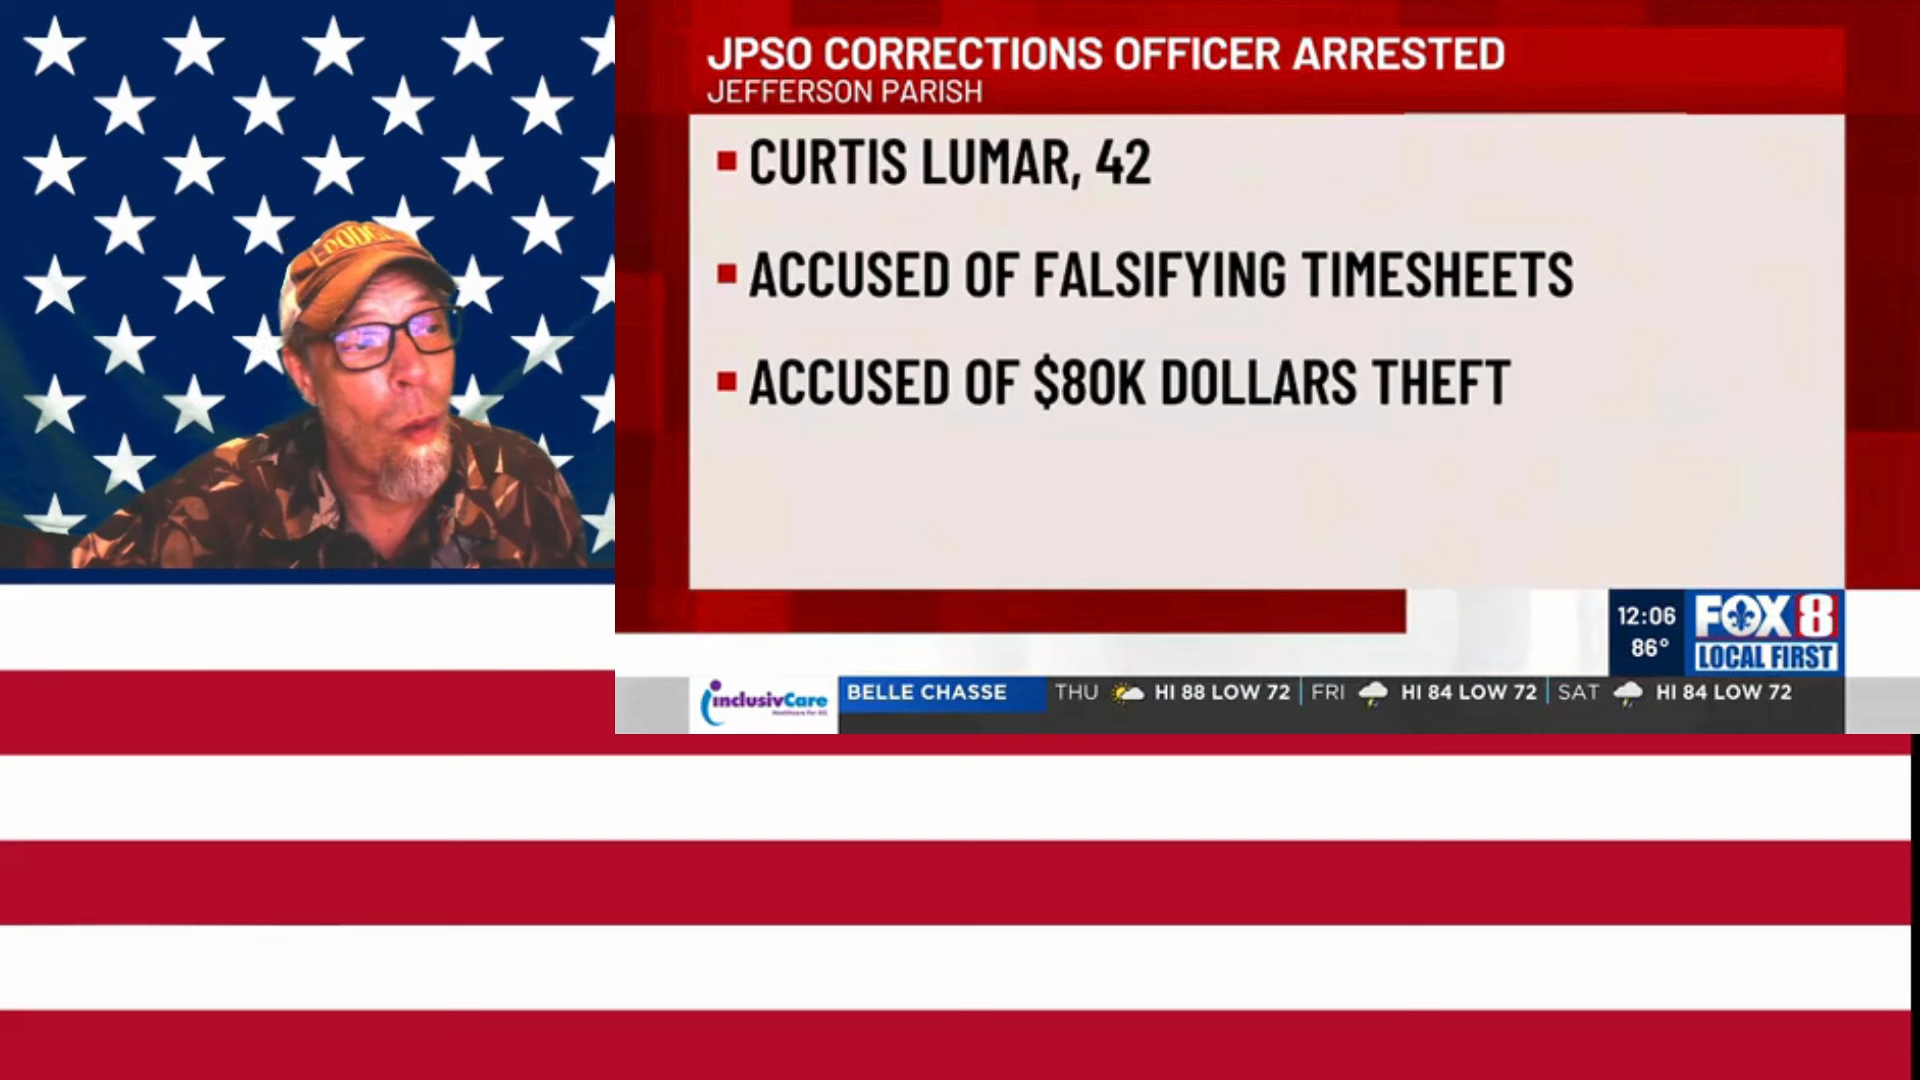 JPSO CORRECTIONS OFFICER ARRESTED
JEFFERSON PARISH
CURTIS LUMAR, 42
ACCUSED OF FALSIFYING TIMESHEETS
ACCUSED OF $80K DOLLARS THEFT
12:06
86°
FOX 8
LOCAL FIRST
inclusivCare
BELLE CHASSE THU HI 88 LOW 72 FRI HI 84 LOW 72 SAT HI 84 LOW 72